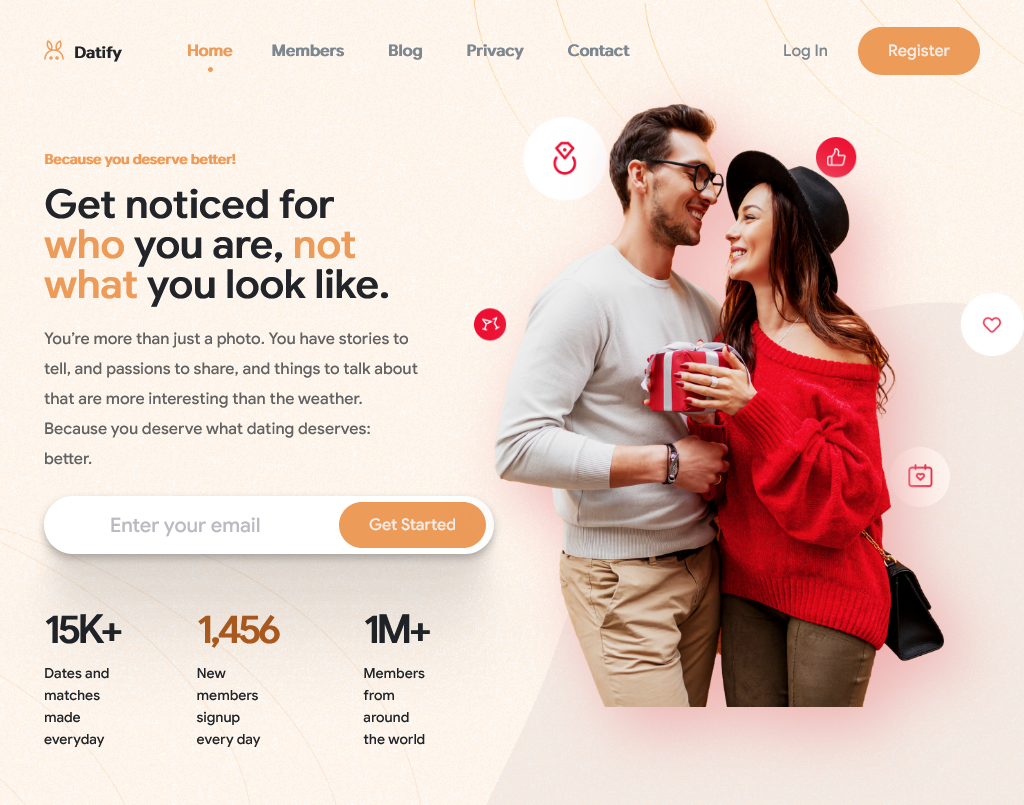 Datify
Home
Members
Blog
Privacy
Contact
Log In
Register
Because you deserve better!
Get noticed for
who you are, not
what you look like.
You’re more than just a photo. You have stories to
tell, and passions to share, and things to talk about
that are more interesting than the weather.
Because you deserve what dating deserves:
better.
Enter your email
Get Started
15K+
Dates and
matches
made
everyday
1,456
New
members
signup
every day
1M+
Members
from
around
the world